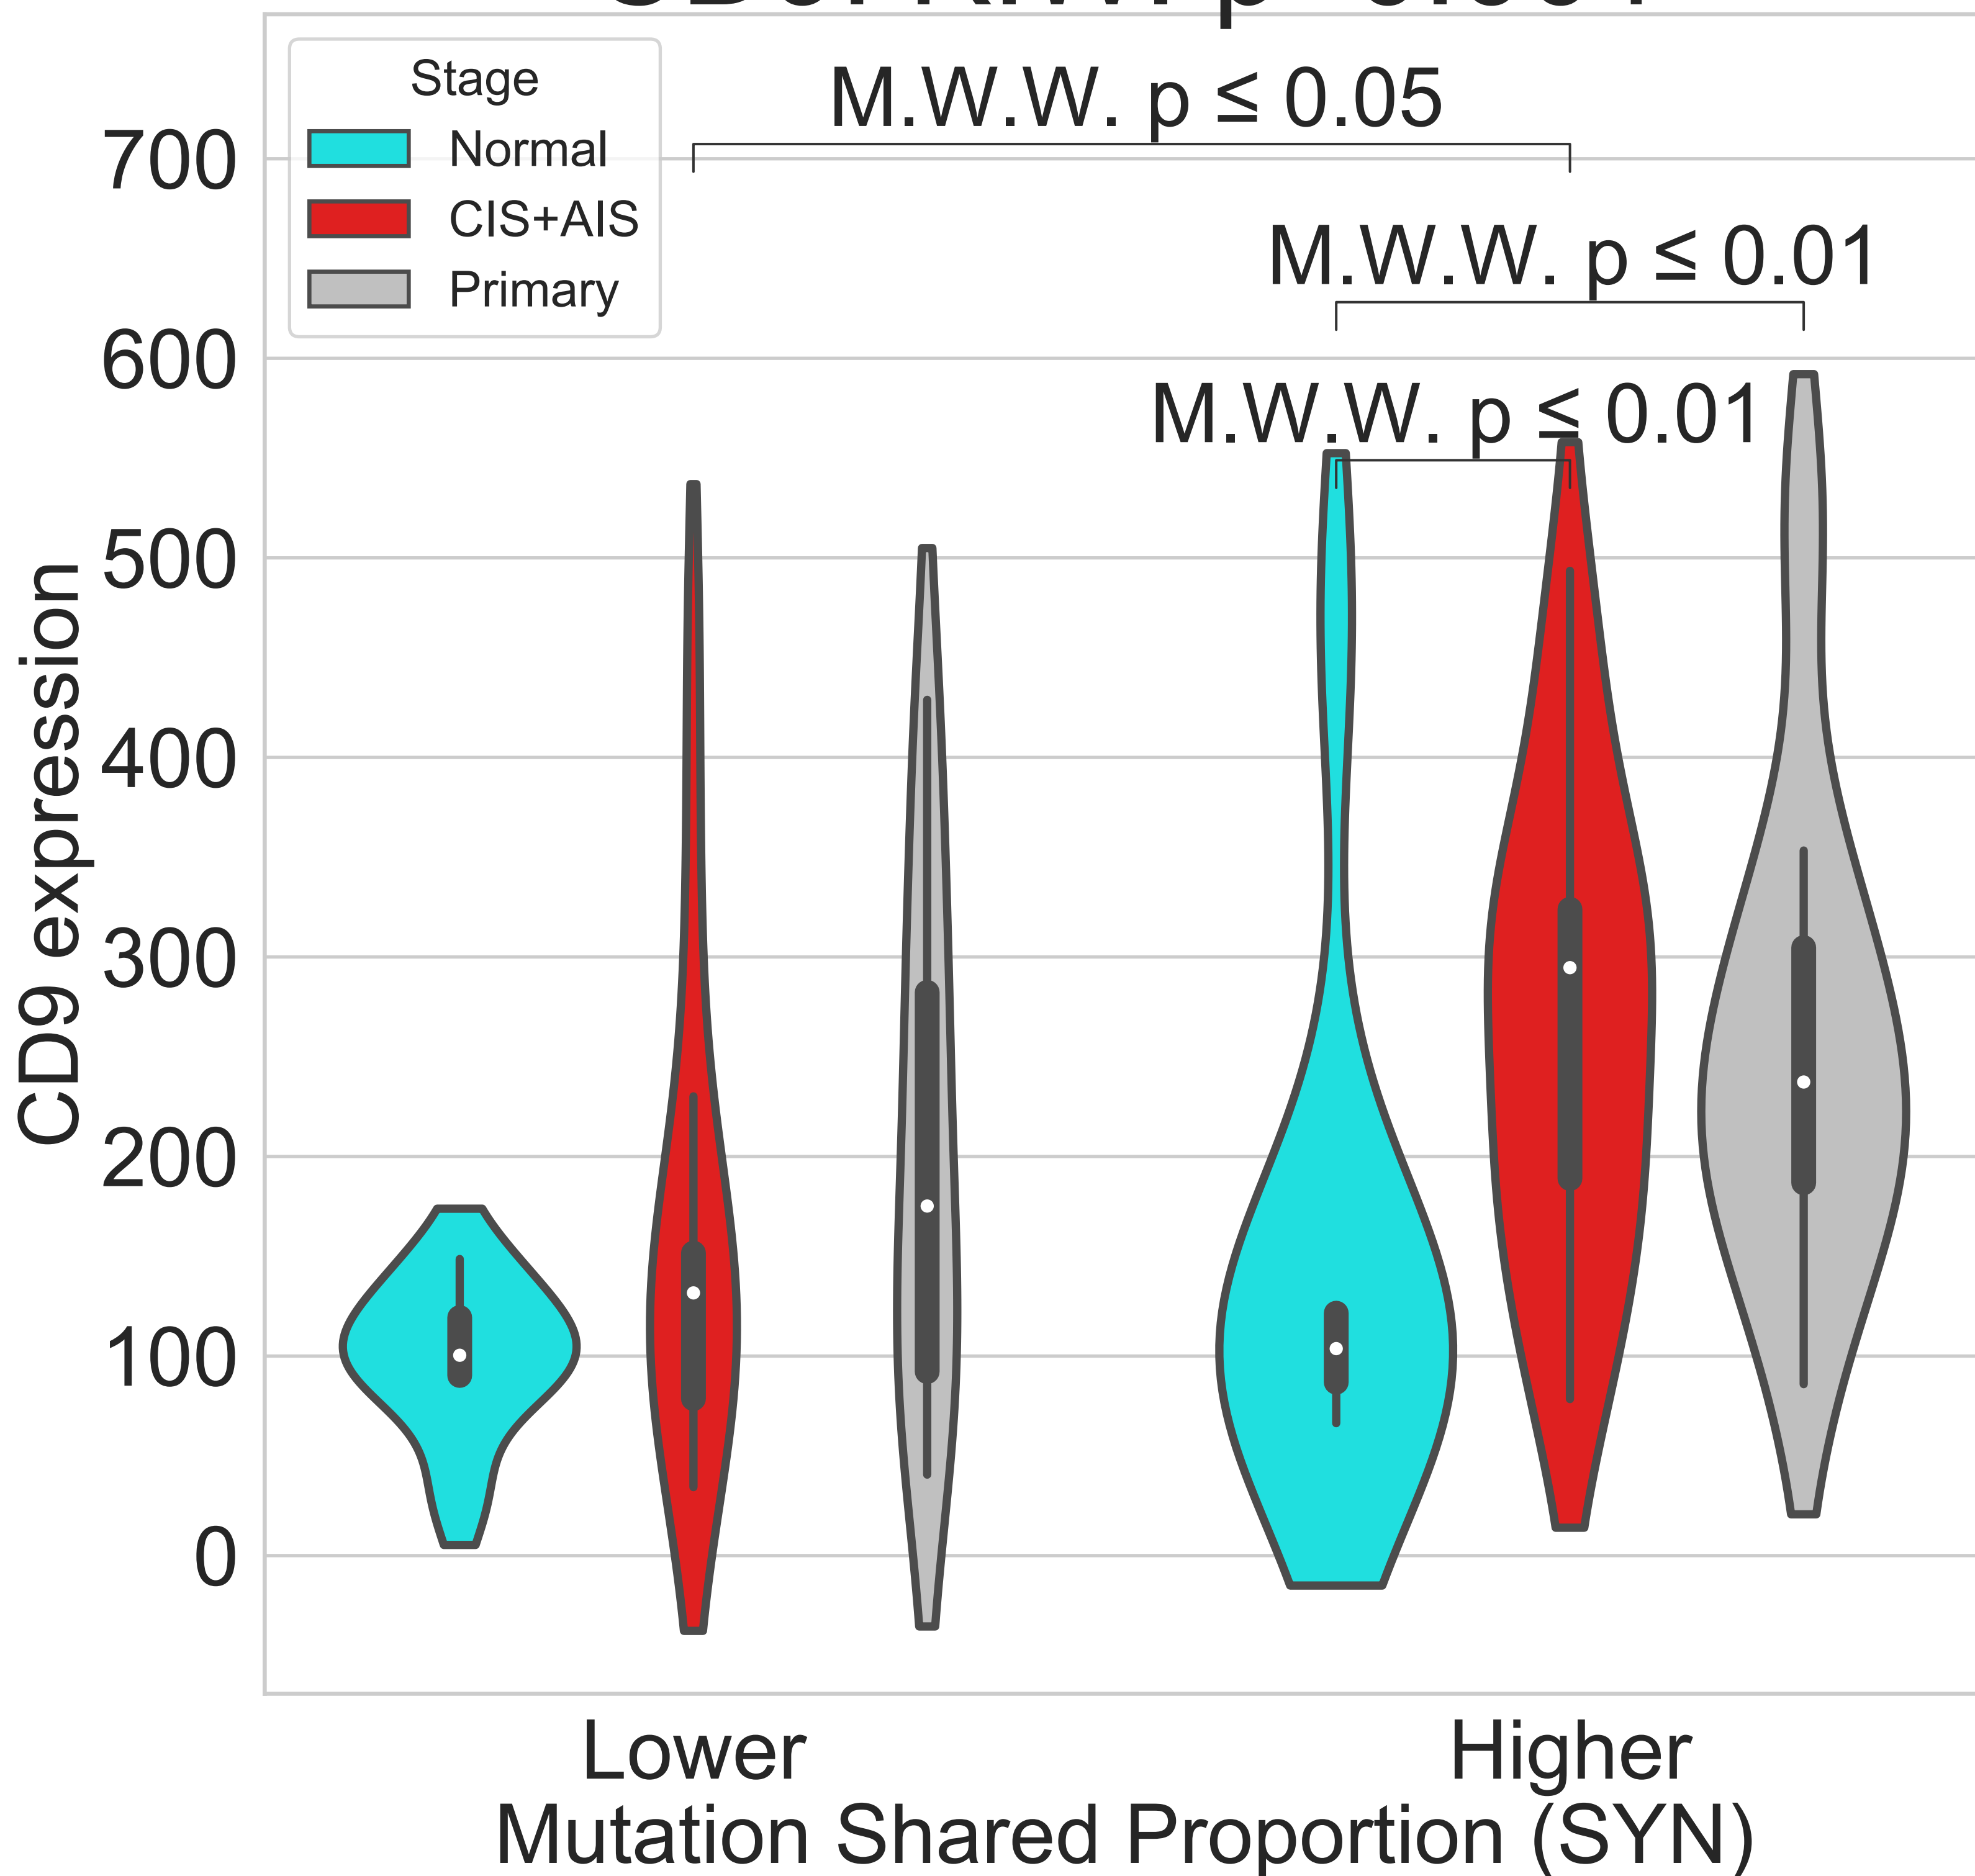 Stage
Normal
CIS+AIS
Primary
M.W.W. p ≤ 0.05
M.W.W. p ≤ 0.01
M.W.W. p ≤ 0.01
CD9 expression
700
600
500
400
300
200
100
0
Lower
Higher
Mutation Shared Proportion (SYN)